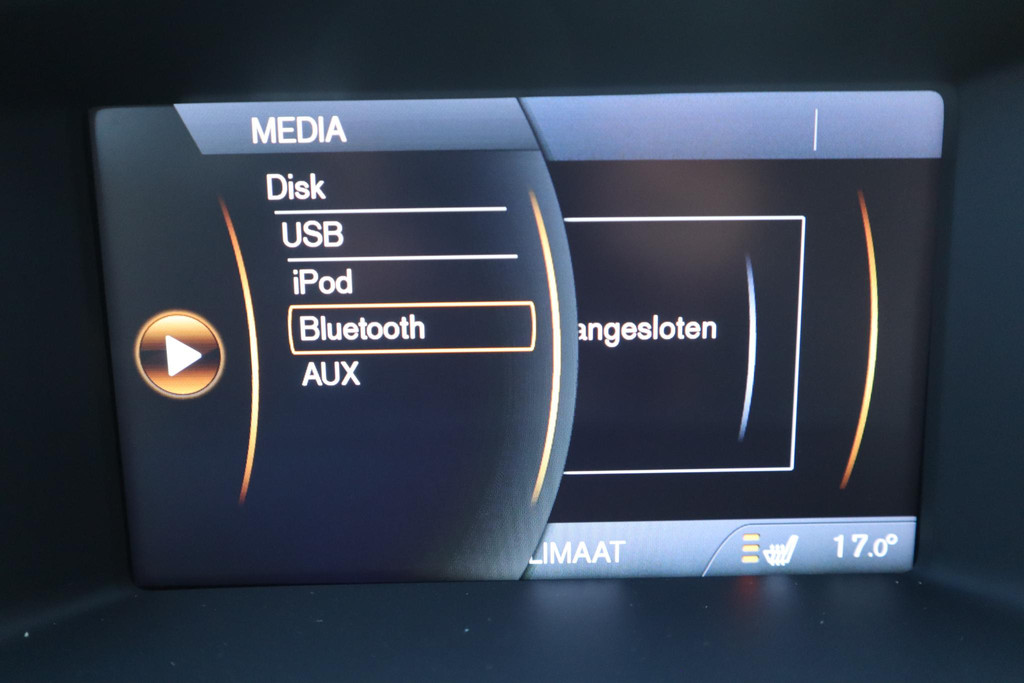 MEDIA
Disk
USB
iPod
Bluetooth
AUX
angesloten
LIMAAT
17.0°